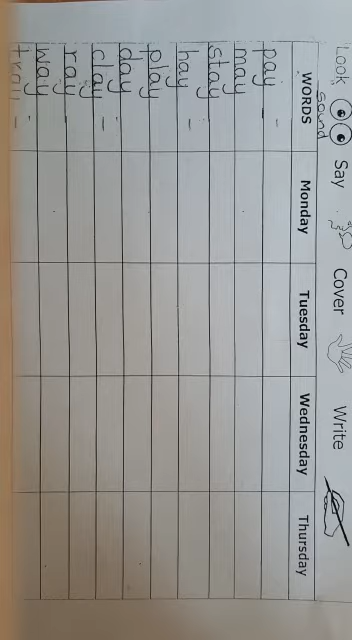 Look Say Cover Write
sound
WORDS Monday Tuesday Wednesday Thursday
pay -
may -
stay
hay -
play
day
clay -
ray -
way -
tray -